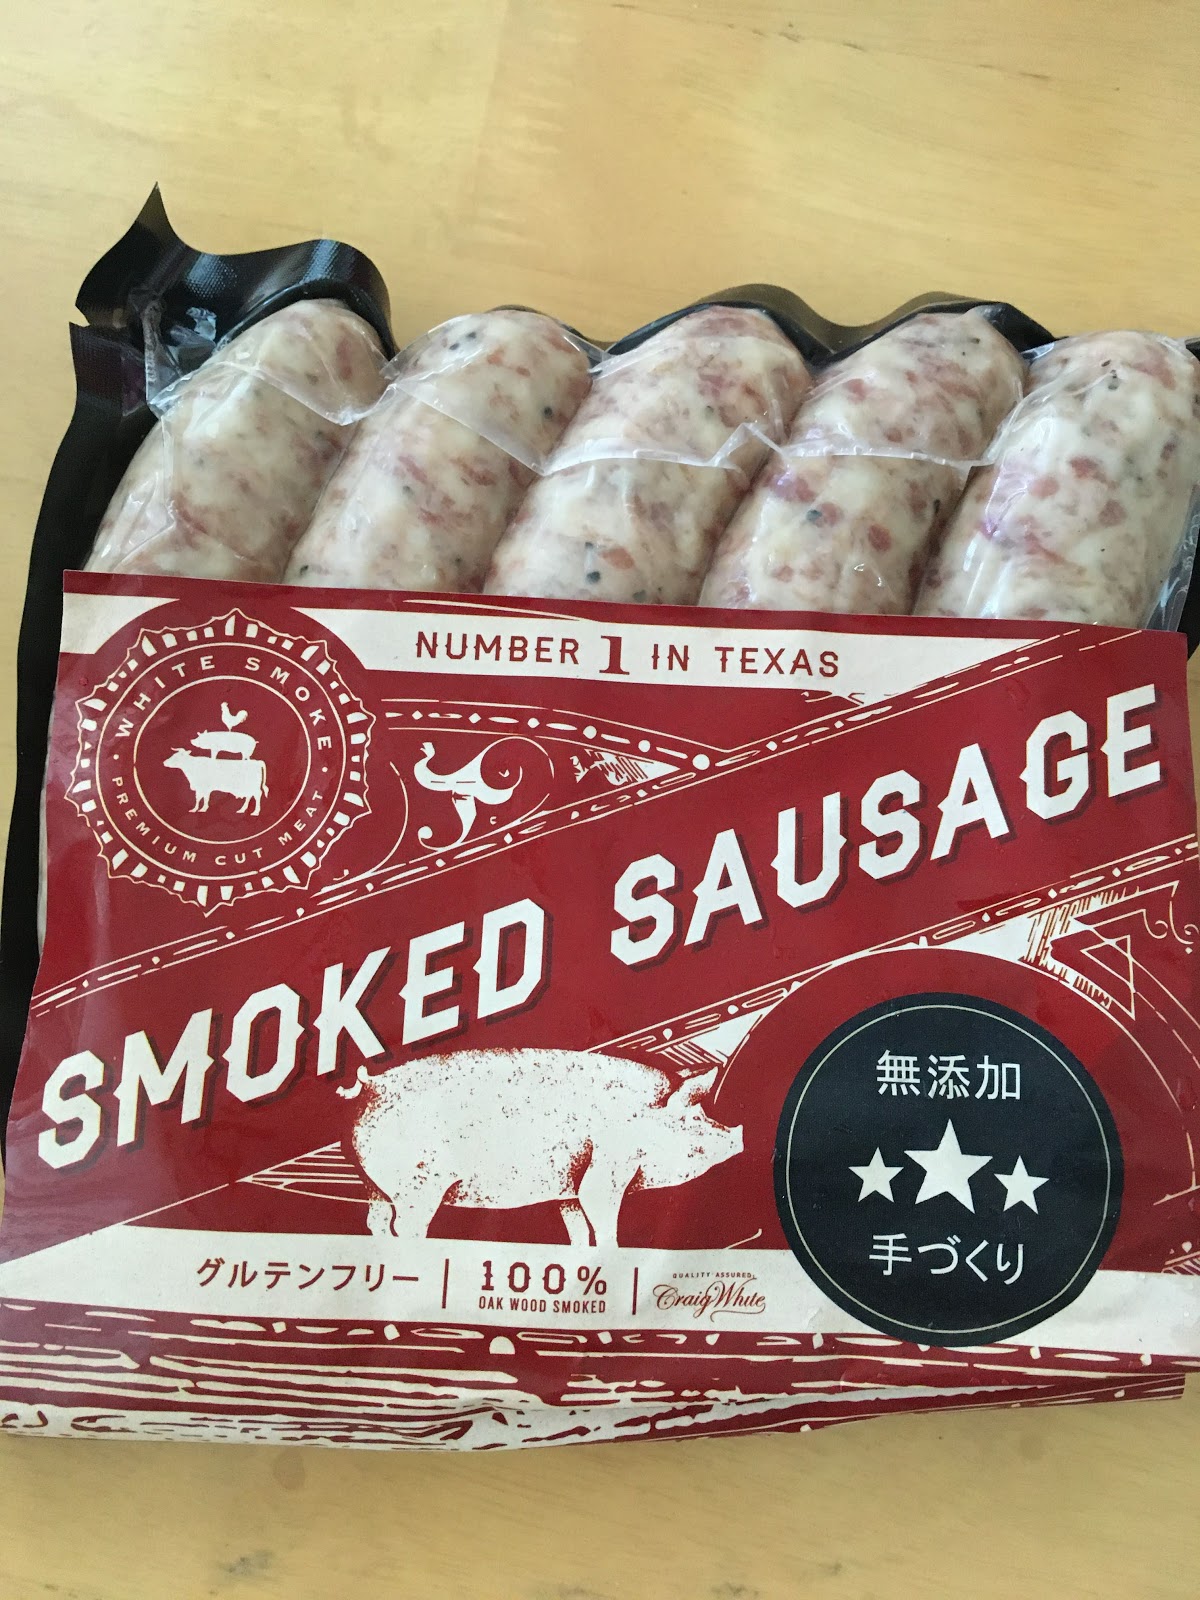 NUMBER 1 IN TEXAS
WHITE SMOKE
PREMIUM CUT MEAT
SMOKED SAUSAGE
無添加
手づくり
グルテンフリー
100%
OAK WOOD SMOKED
QUALITY ASSURED.
Craig White